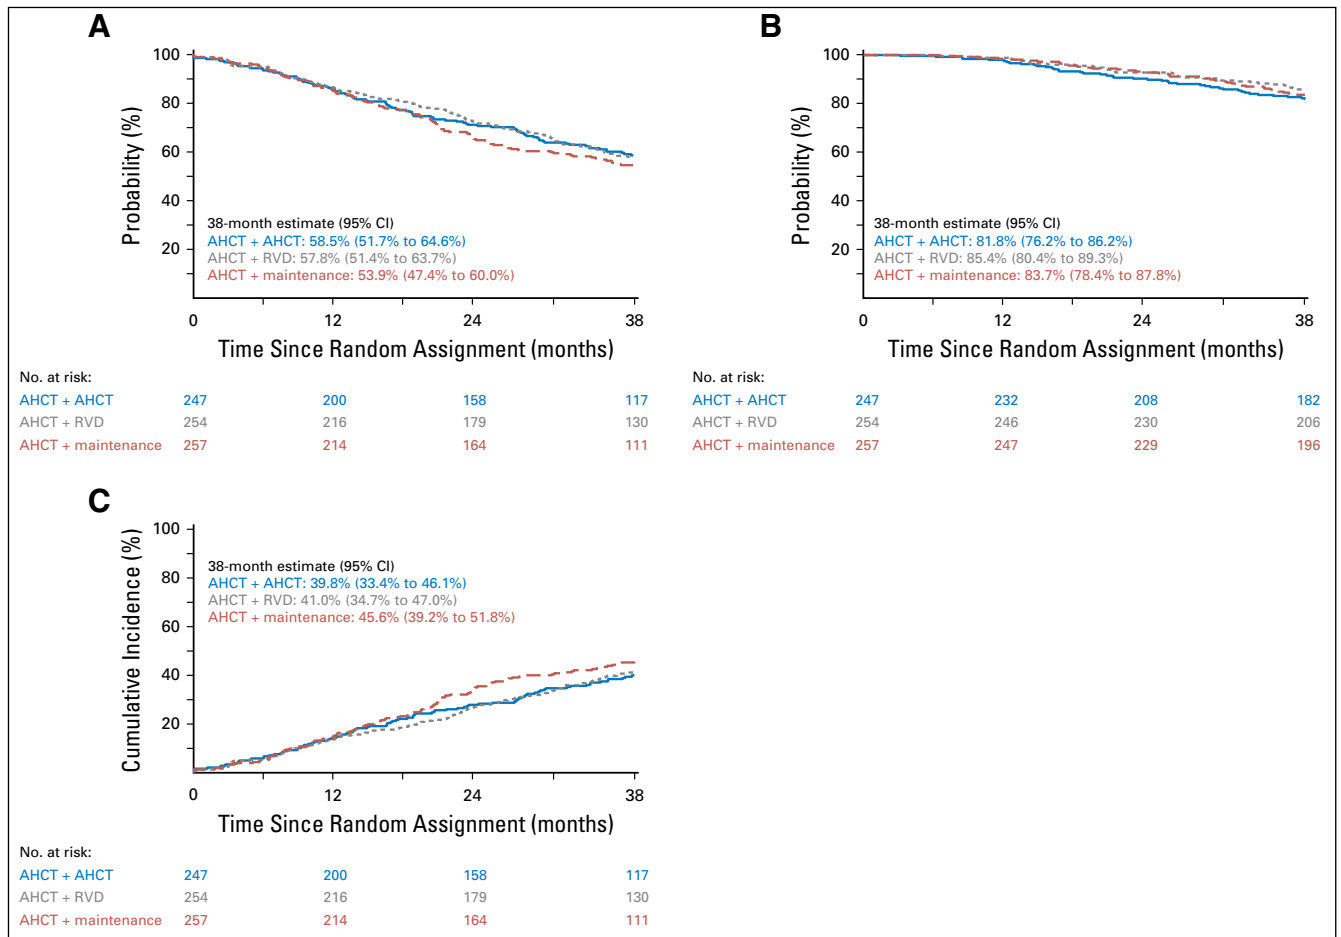 A
Probability (%)
100
80
60
40
20
38-month estimate (95% CI)
AHCT + AHCT: 58.5% (51.7% to 64.6%)
AHCT + RVD: 57.8% (51.4% to 63.7%)
AHCT + maintenance: 53.9% (47.4% to 60.0%)
0 12 24 38
Time Since Random Assignment (months)
No. at risk:
AHCT + AHCT 247 200 158 117
AHCT + RVD 254 216 179 130
AHCT + maintenance 257 214 164 111
B
Probability (%)
100
80
60
40
20
38-month estimate (95% CI)
AHCT + AHCT: 81.8% (76.2% to 86.2%)
AHCT + RVD: 85.4% (80.4% to 89.3%)
AHCT + maintenance: 83.7% (78.4% to 87.8%)
0 12 24 38
Time Since Random Assignment (months)
No. at risk:
AHCT + AHCT 247 232 208 182
AHCT + RVD 254 246 230 206
AHCT + maintenance 257 247 229 196
C
Cumulative Incidence (%)
100
80
60
40
20
38-month estimate (95% CI)
AHCT + AHCT: 39.8% (33.4% to 46.1%)
AHCT + RVD: 41.0% (34.7% to 47.0%)
AHCT + maintenance: 45.6% (39.2% to 51.8%)
0 12 24 38
Time Since Random Assignment (months)
No. at risk:
AHCT + AHCT 247 200 158 117
AHCT + RVD 254 216 179 130
AHCT + maintenance 257 214 164 111